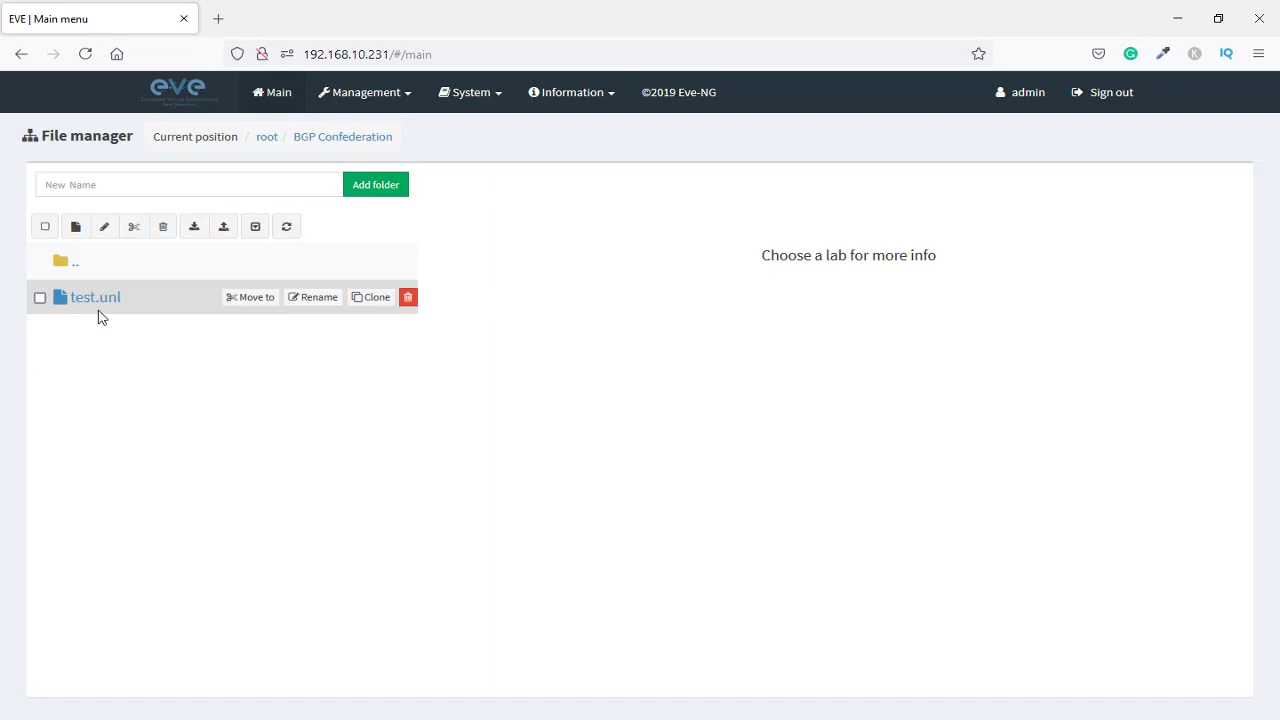 EVE | Main menu
192.168.10.231/#/main
IQ
eve
Main
Management
System
Information
©2019 Eve-NG
admin
Sign out
File manager
Current position / root / BGP Confederation
New Name
Add folder
..
test.unl
Move to
Rename
Clone
Choose a lab for more info